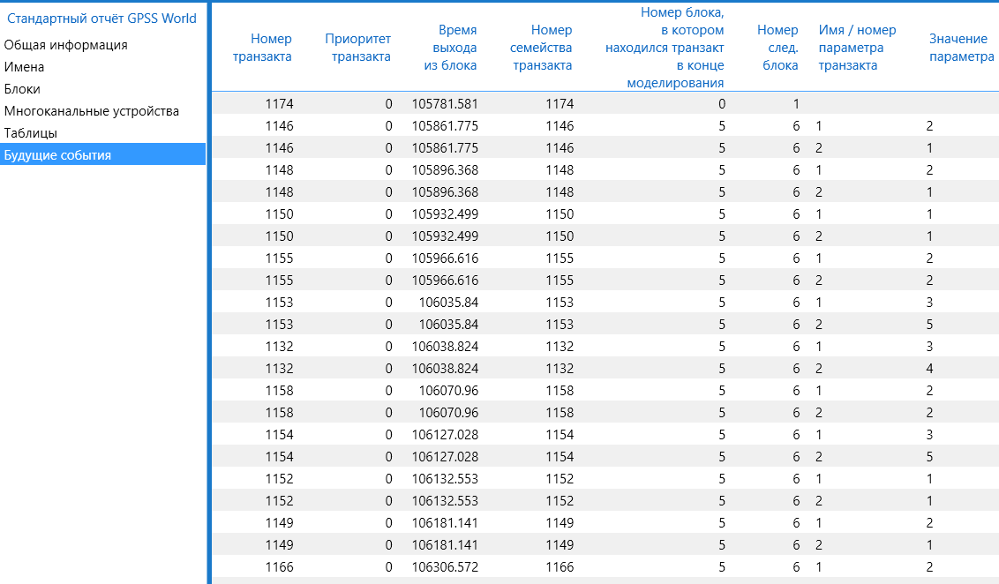 Стандартный отчёт GPSS World
Общая информация
Имена
Блоки
Многоканальные устройства
Таблицы
Будущие события
Номер транзакта
Приоритет транзакта
Время выхода из блока
Номер семейства транзакта
Номер блока, в котором находился транзакт в конце моделирования
Номер след. блока
Имя / номер параметра транзакта
Значение параметра
1174 0 105781.581 1174 0 1
1146 0 105861.775 1146 5 6 1 2
1146 0 105861.775 1146 5 6 2 1
1148 0 105896.368 1148 5 6 1 2
1148 0 105896.368 1148 5 6 2 1
1150 0 105932.499 1150 5 6 1 1
1150 0 105932.499 1150 5 6 2 1
1155 0 105966.616 1155 5 6 1 2
1155 0 105966.616 1155 5 6 2 2
1153 0 106035.84 1153 5 6 1 3
1153 0 106035.84 1153 5 6 2 5
1132 0 106038.824 1132 5 6 1 3
1132 0 106038.824 1132 5 6 2 4
1158 0 106070.96 1158 5 6 1 2
1158 0 106070.96 1158 5 6 2 2
1154 0 106127.028 1154 5 6 1 3
1154 0 106127.028 1154 5 6 2 5
1152 0 106132.553 1152 5 6 1 1
1152 0 106132.553 1152 5 6 2 1
1149 0 106181.141 1149 5 6 1 2
1149 0 106181.141 1149 5 6 2 1
1166 0 106306.572 1166 5 6 1 2